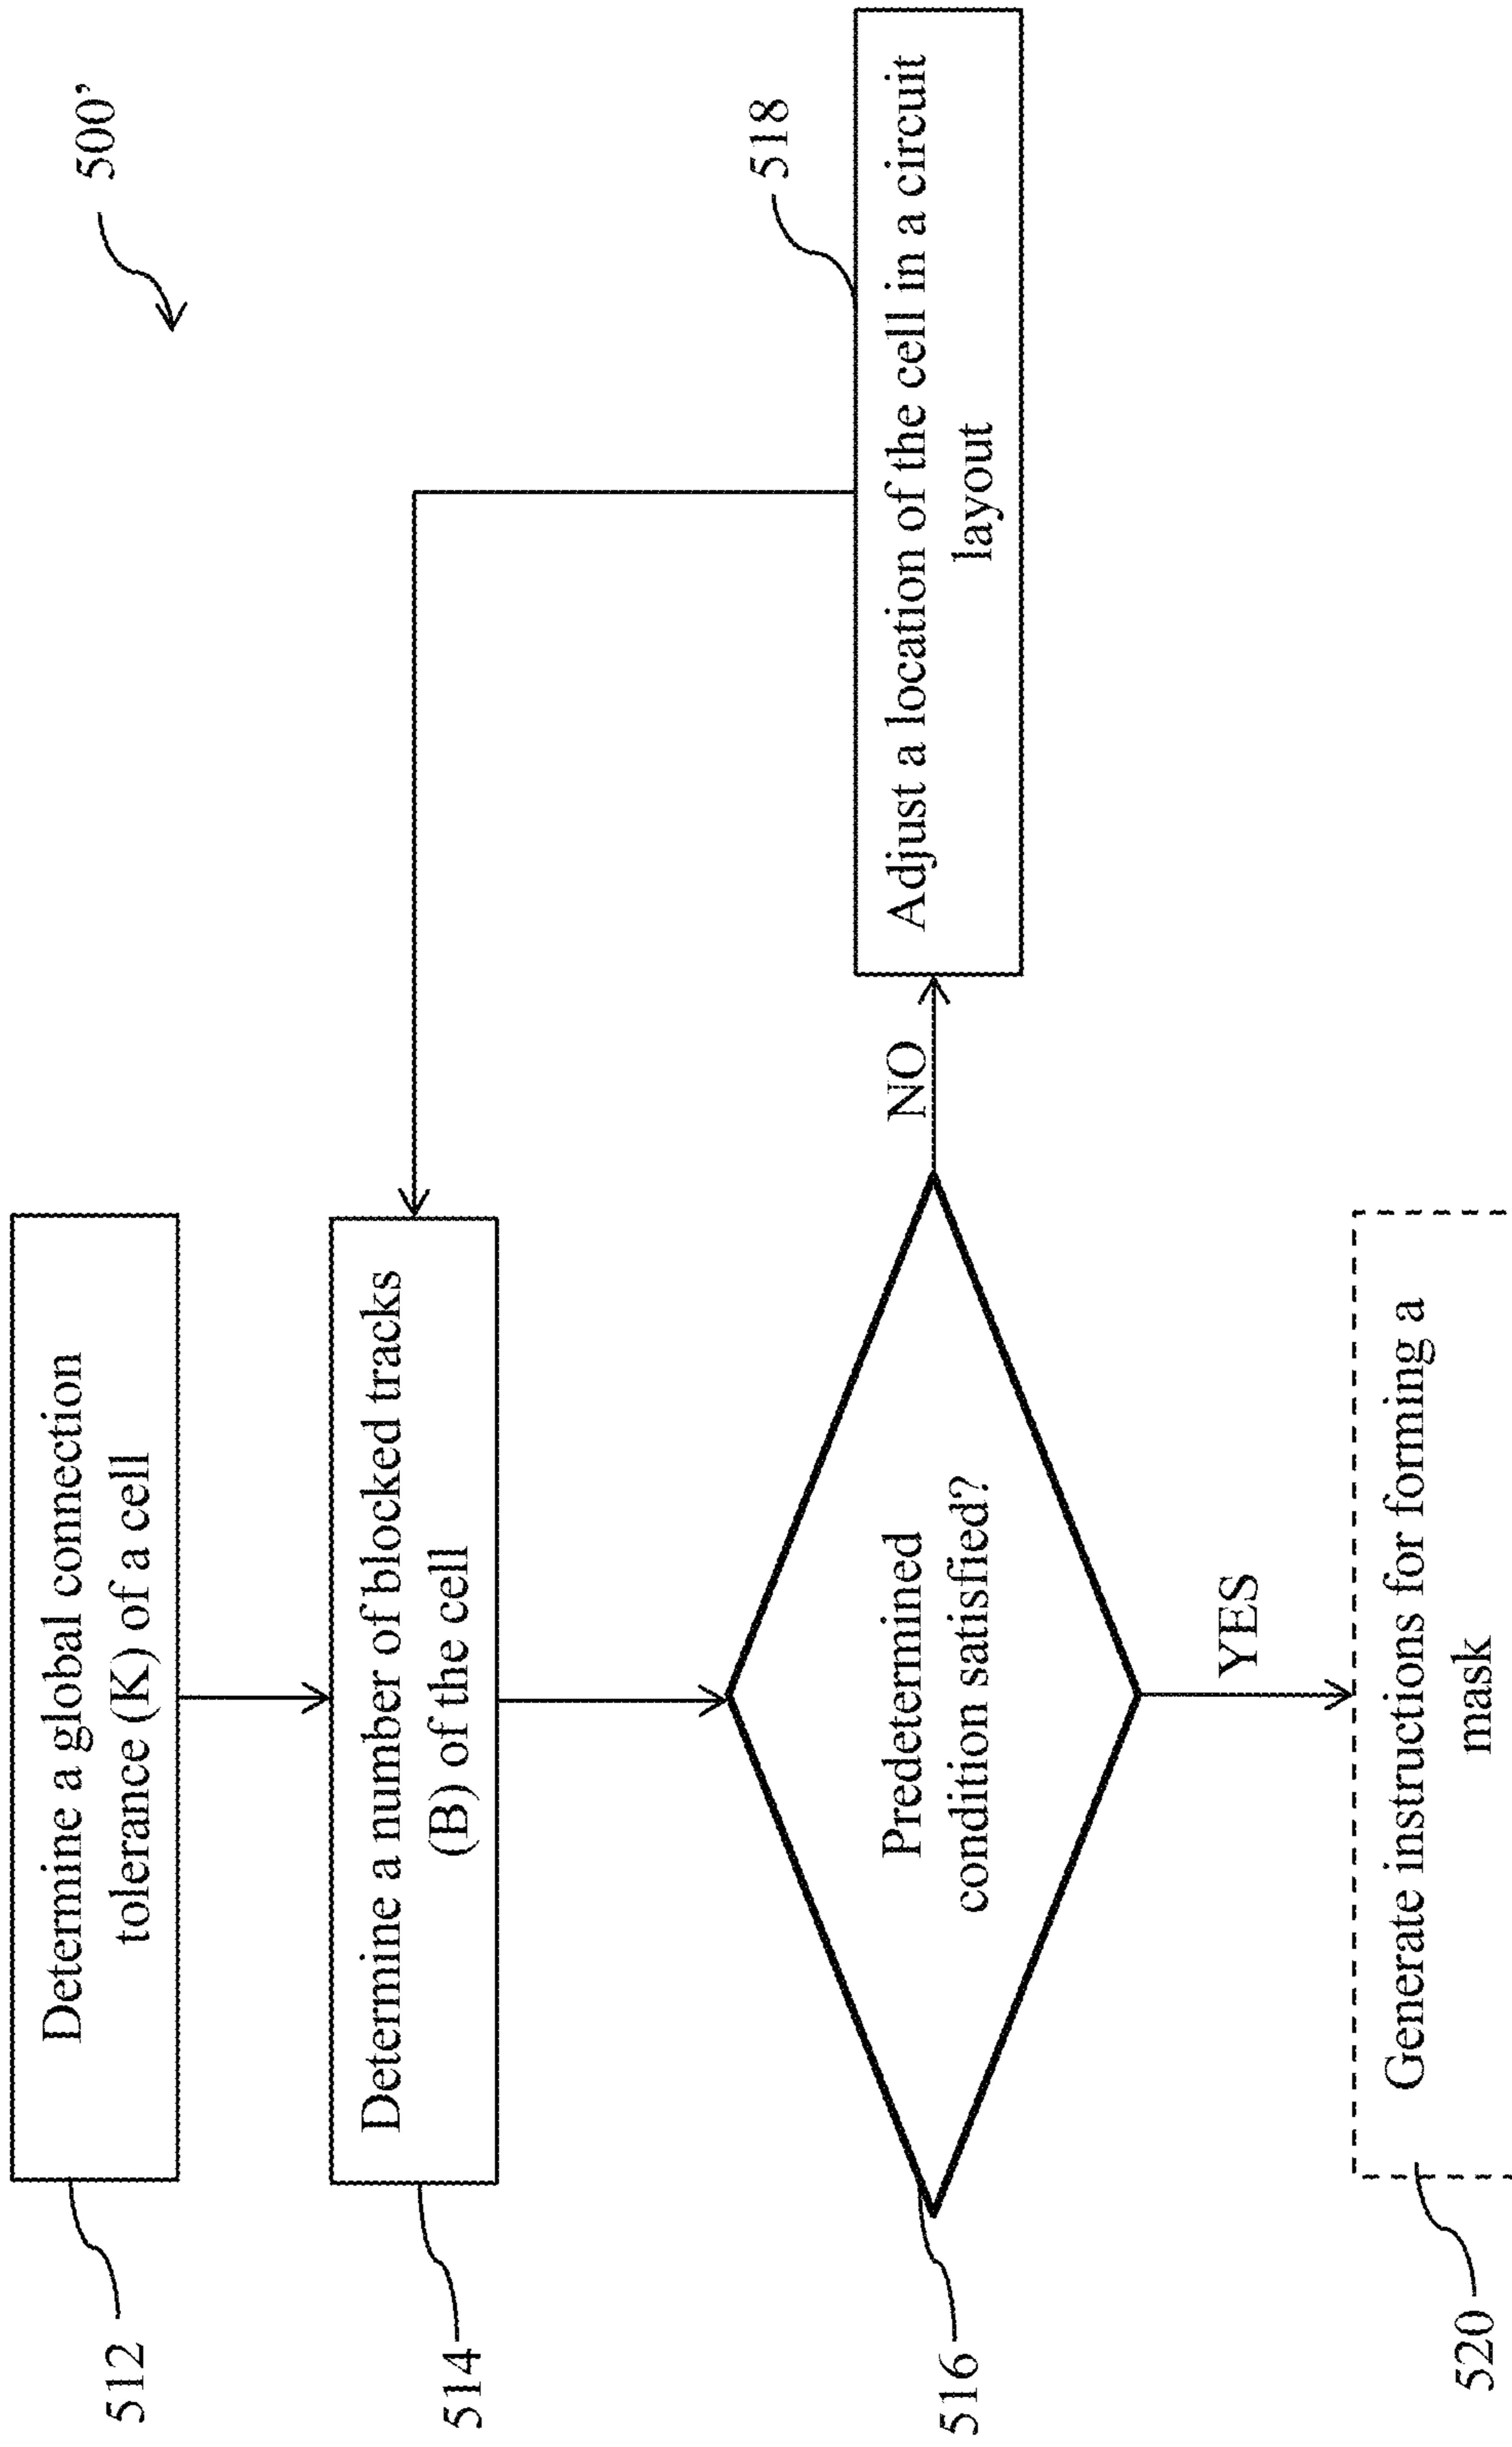 500’
512
Determine a global connection
tolerance (K) of a cell
514
Determine a number of blocked tracks
(B) of the cell
516
Predetermined
condition satisfied?
NO
518
Adjust a location of the cell in a circuit
layout
YES
520
Generate instructions for forming a
mask